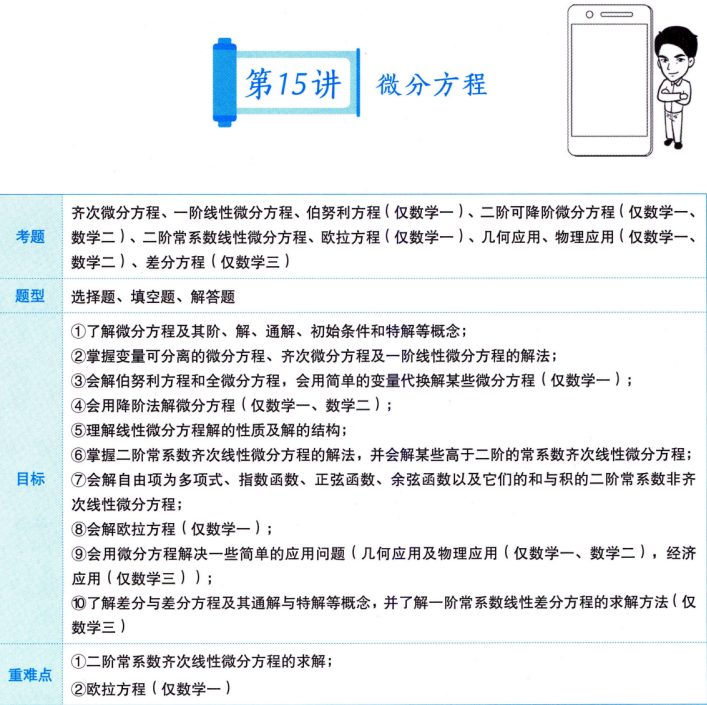 第15讲 微分方程
考题
齐次微分方程、一阶线性微分方程、伯努利方程(仅数学一)、二阶可降阶微分方程(仅数学一、
数学二)、二阶常系数线性微分方程、欧拉方程(仅数学一)、几何应用、物理应用(仅数学一、
数学二)、差分方程(仅数学三)
题型
选择题、填空题、解答题
目标
①了解微分方程及其阶、解、通解、初始条件和特解等概念;
②掌握变量可分离的微分方程、齐次微分方程及一阶线性微分方程的解法;
③会解伯努利方程和全微分方程,会用简单的变量代换解某些微分方程(仅数学一);
④会用降阶法解微分方程(仅数学一、数学二);
⑤理解线性微分方程解的性质及解的结构;
⑥掌握二阶常系数齐次线性微分方程的解法,并会解某些高于二阶的常系数齐次线性微分方程;
⑦会解自由项为多项式、指数函数、正弦函数、余弦函数以及它们的和与积的二阶常系数非齐
次线性微分方程;
⑧会解欧拉方程(仅数学一);
⑨会用微分方程解决一些简单的应用问题(几何应用及物理应用(仅数学一、数学二),经济
应用(仅数学三));
⑩了解差分与差分方程及其通解与特解等概念,并了解一阶常系数线性差分方程的求解方法(仅
数学三)
重难点
①二阶常系数齐次线性微分方程的求解;
②欧拉方程(仅数学一)